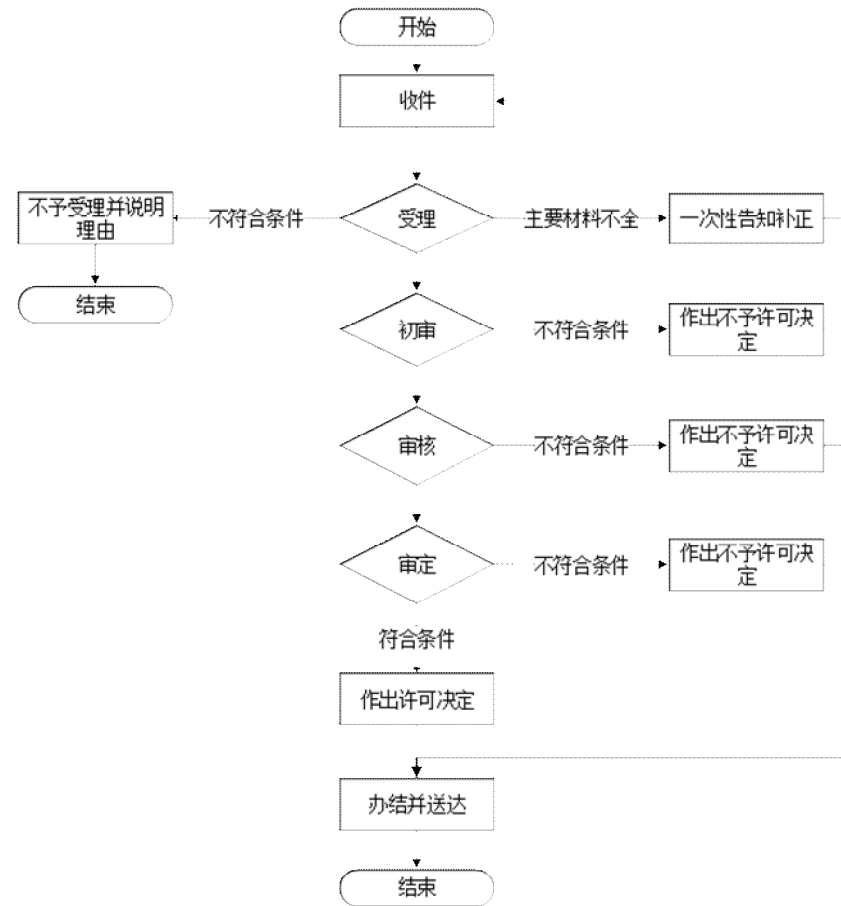 开始
收件
不予受理并说明
理由
不符合条件
受理
主要材料不全
一次性告知补正
结束
初审
不符合条件
作出不予许可决
定
审核
不符合条件
作出不予许可决
定
审定
不符合条件
作出不予许可决
定
符合条件
作出许可决定
办结并送达
结束